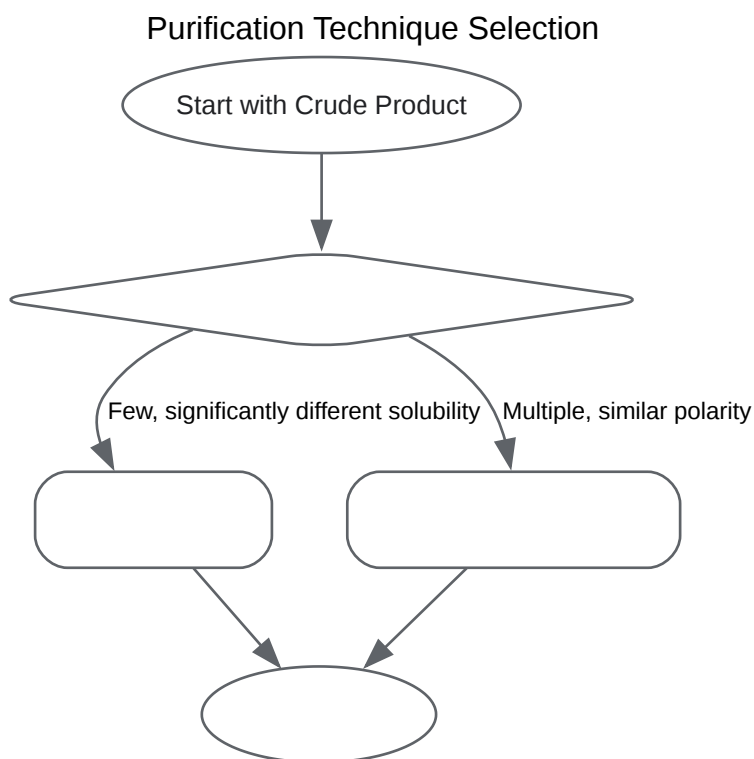 Purification Technique Selection
Start with Crude Product
Few, significantly different solubility
Multiple, similar polarity